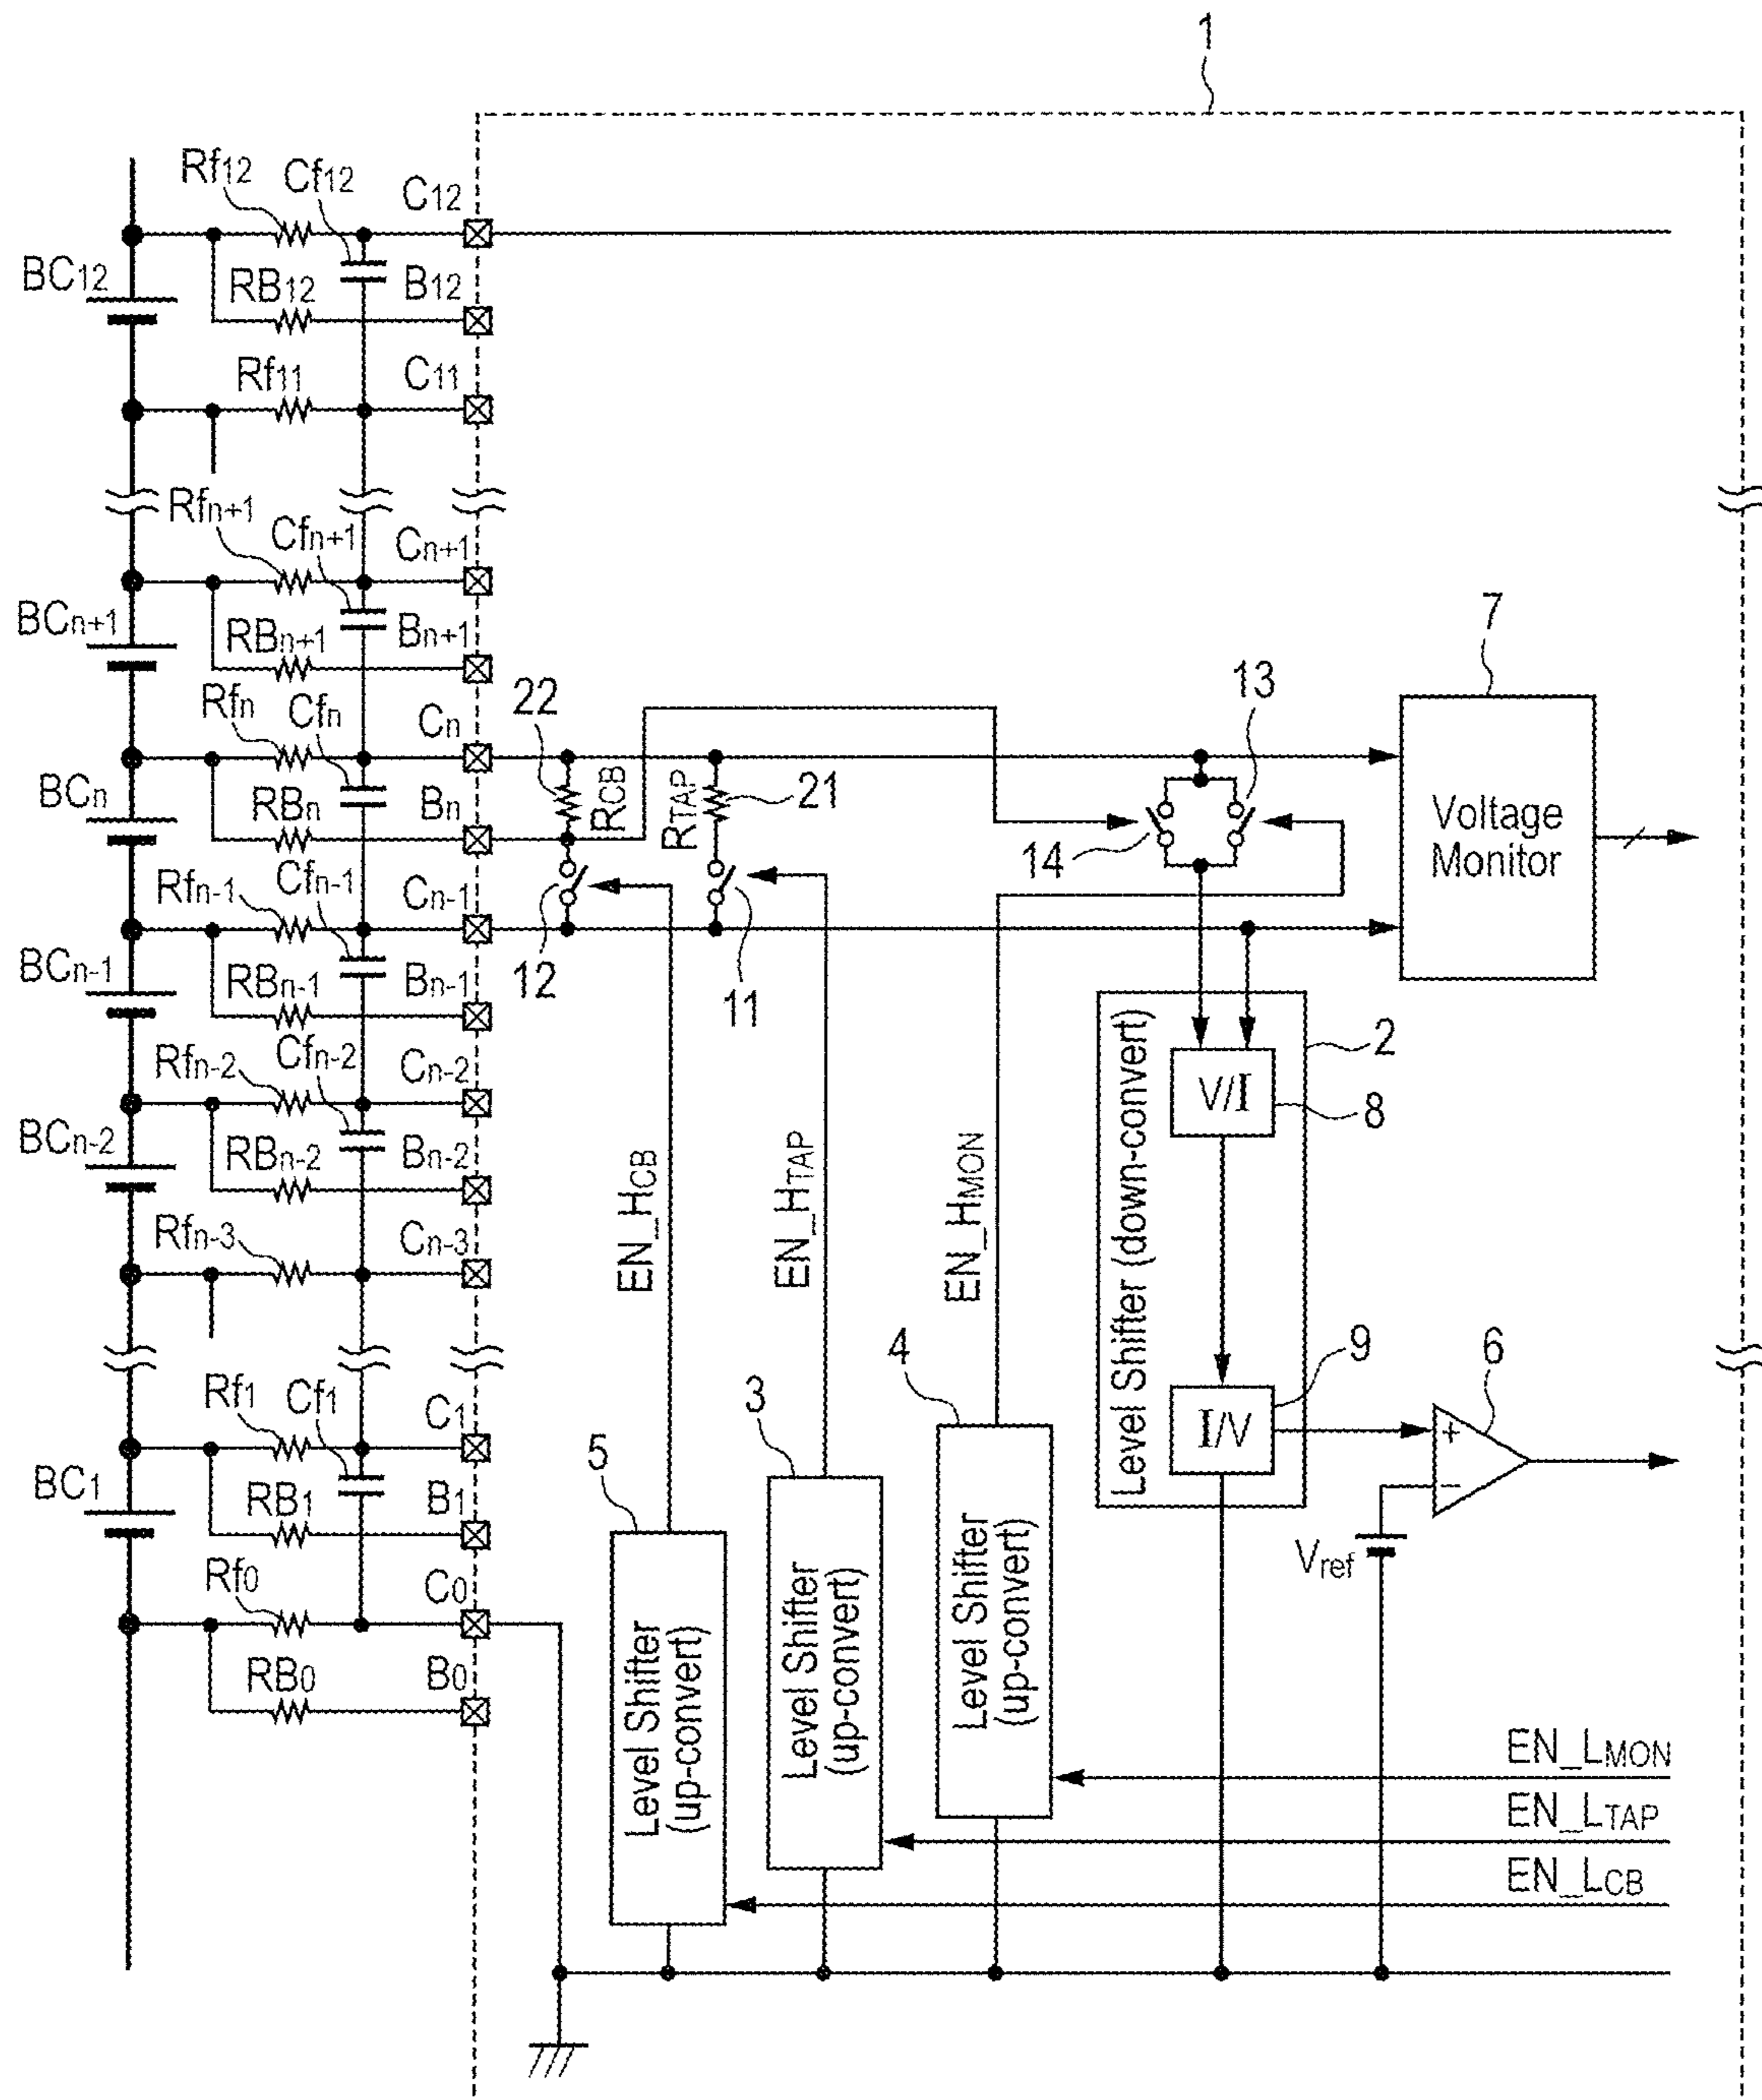 1
Rf12
Cf12
C12
BC12
RB12
B12
Rf11
C11
Rfn+1
Cfn+1
Cn+1
BCn+1
RBn+1
Bn+1
7
Rfn
Cfn
Cn
22
13
BCn
RBn
Bn
RCB
RTAP
21
14
Voltage
Monitor
Rfn-1
Cfn-1
Cn-1
12
11
BCn-1
RBn-1
Bn-1
2
Rfn-2
Cfn-2
Cn-2
V/I
8
BCn-2
RBn-2
Bn-2
EN_HCB
EN_HTAP
EN_HMON
Level Shifter (down-convert)
Rfn-3
Cn-3
Rf1
Cf1
C1
5
3
4
9
6
I/V
+
−
BC1
RB1
B1
Vref
Rf0
C0
RB0
B0
Level Shifter
(up-convert)
Level Shifter
(up-convert)
Level Shifter
(up-convert)
EN_LMON
EN_LTAP
EN_LCB